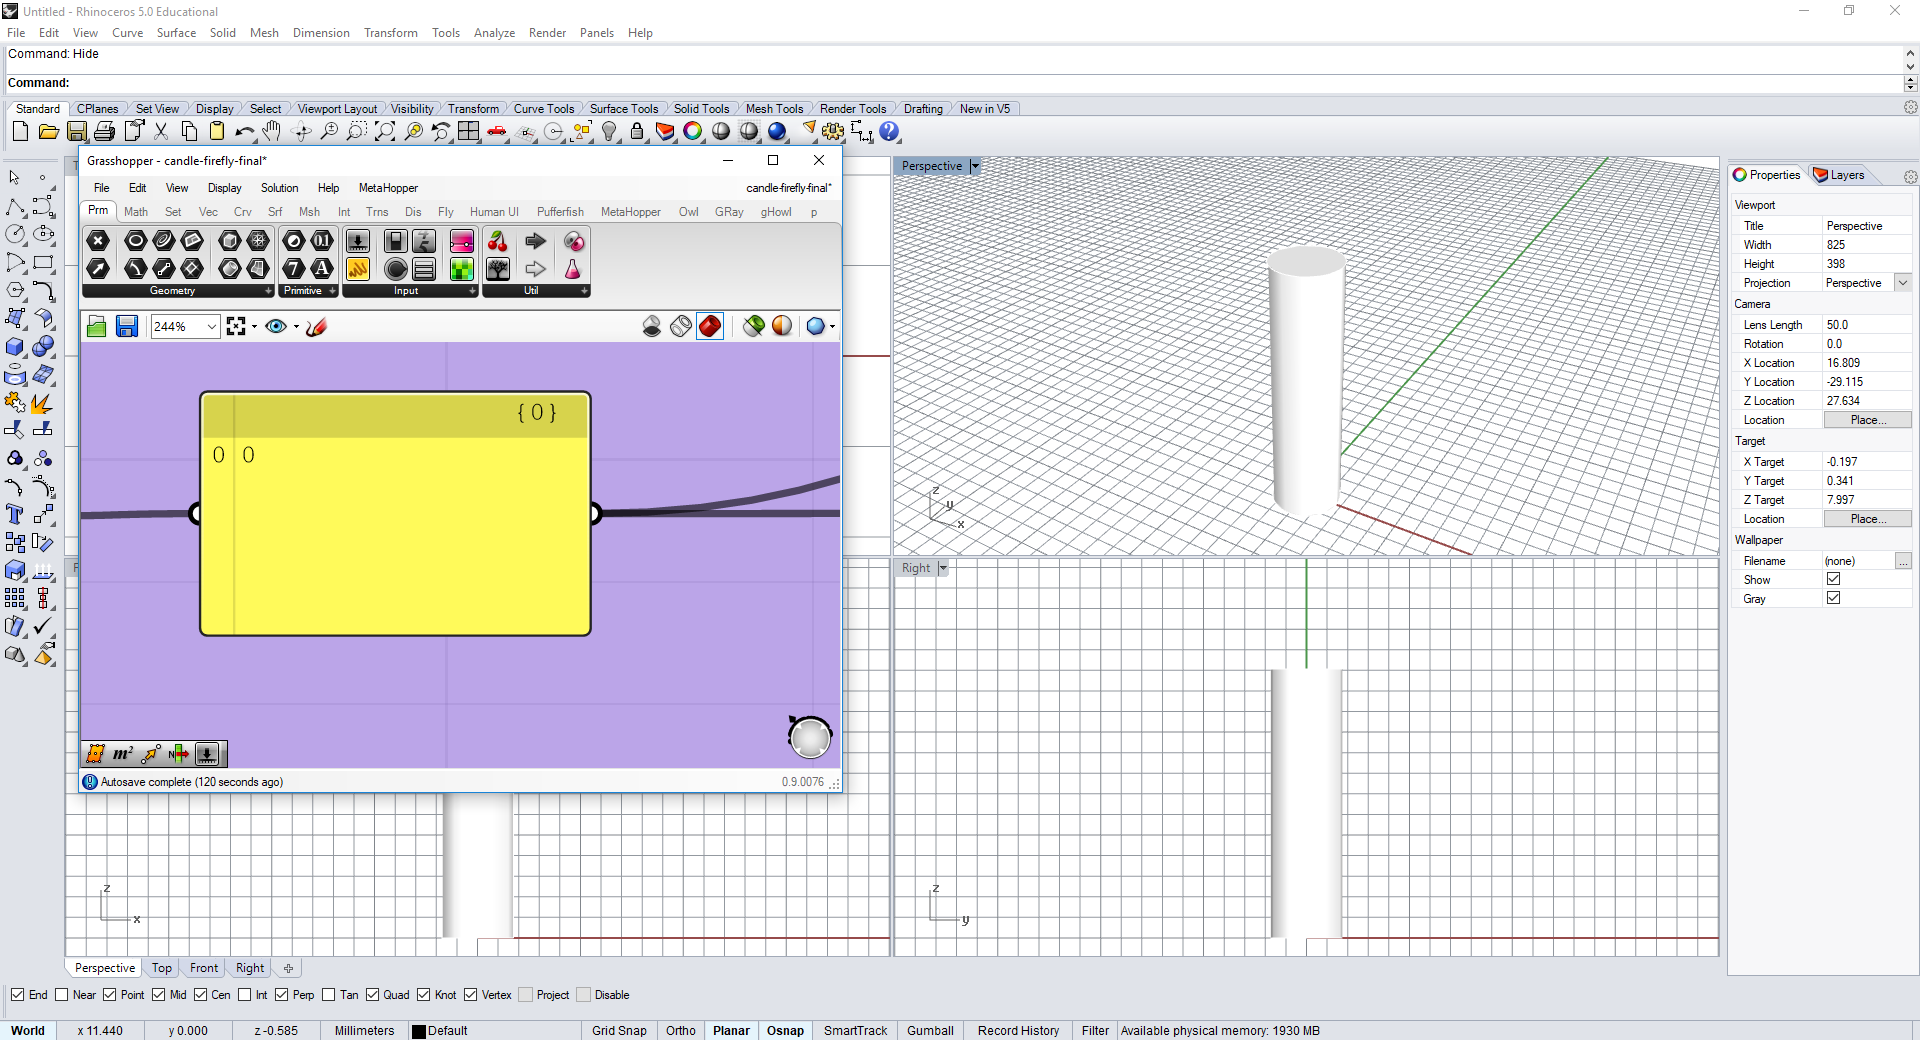 Untitled - Rhinoceros 5.0 Educational
File Edit View Curve Surface Solid Mesh Dimension Transform Tools Analyze Render Panels Help
Command: Hide
Command:
Standard CPlanes Set View Display Select Viewport Layout Visibility Transform Curve Tools Surface Tools Solid Tools Mesh Tools Render Tools Drafting New in V5
Grasshopper - candle-firefly-final*
File Edit View Display Solution Help MetaHopper candle-firefly-final*
Prm Math Set Vec Crv Srf Msh Int Trns Dis Fly Human UI Pufferfish MetaHopper Owl GRay gHowl p
Geometry Primitive Input Util
244%
{ 0 }
0 0
m²
Autosave complete (120 seconds ago) 0.9.0076
Perspective
z
y
x
Right
z
x
z
y
Properties Layers
Viewport
Title Perspective
Width 825
Height 398
Projection Perspective
Camera
Lens Length 50.0
Rotation 0.0
X Location 16.809
Y Location -29.115
Z Location 27.634
Location Place...
Target
X Target -0.197
Y Target 0.341
Z Target 7.997
Location Place...
Wallpaper
Filename (none) ...
Show
Gray
Perspective Top Front Right
End Near Point Mid Cen Int Perp Tan Quad Knot Vertex Project Disable
World x 11.440 y 0.000 z -0.585 Millimeters Default Grid Snap Ortho Planar Osnap SmartTrack Gumball Record History Filter Available physical memory: 1930 MB